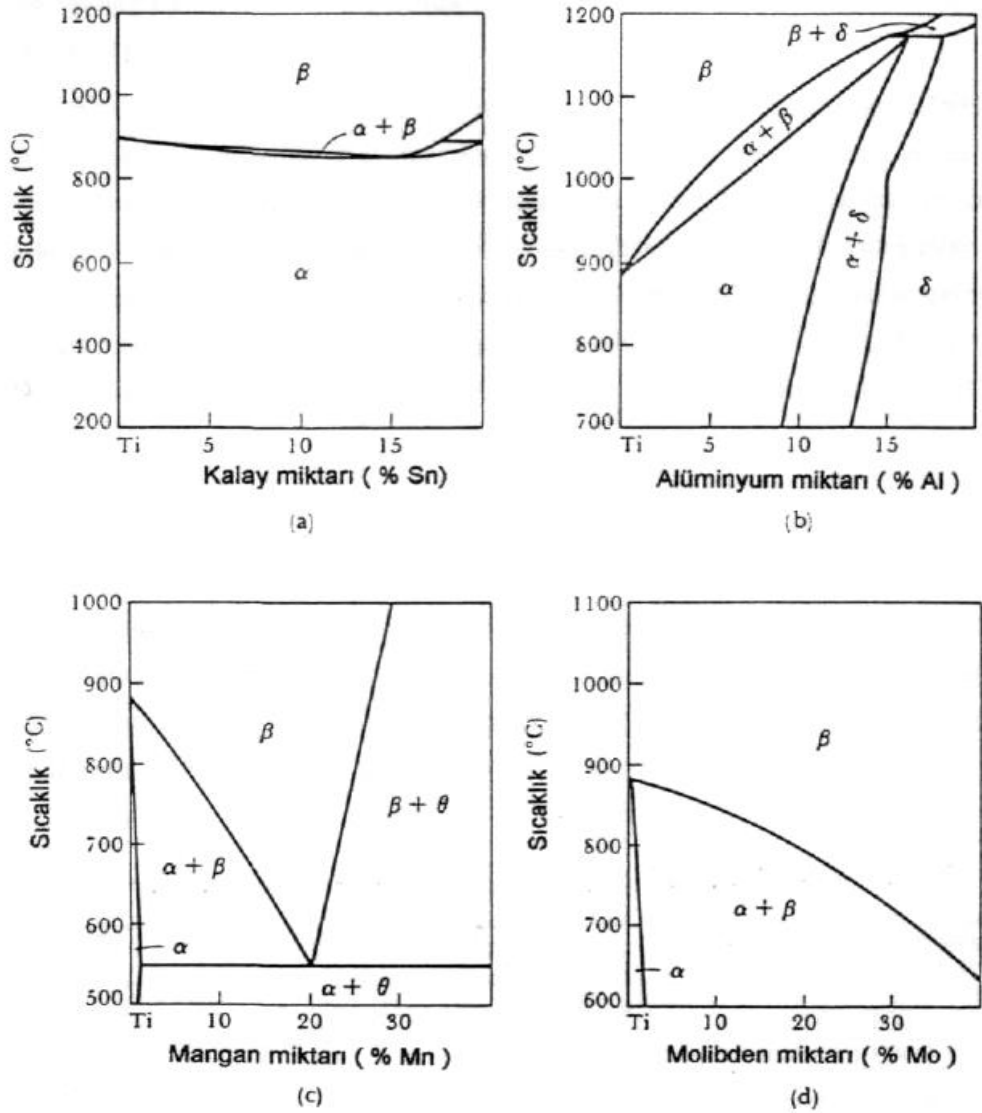 1200
1000
800
600
400
200
Sıcaklık (°C)
β
α + β
α
Ti 5 10 15
Kalay miktarı ( % Sn)
(a)
1200
1100
1000
900
800
700
Sıcaklık (°C)
β + δ
β
α + β
α + δ
α
δ
Ti 5 10 15
Alüminyum miktarı ( % Al )
(b)
1000
900
800
700
600
500
Sıcaklık (°C)
β
β + θ
α + β
α
α + θ
Ti 10 20 30
Mangan miktarı ( % Mn )
(c)
1100
1000
900
800
700
600
Sıcaklık (°C)
β
α + β
α
Ti 10 20 30
Molibden miktarı ( % Mo )
(d)